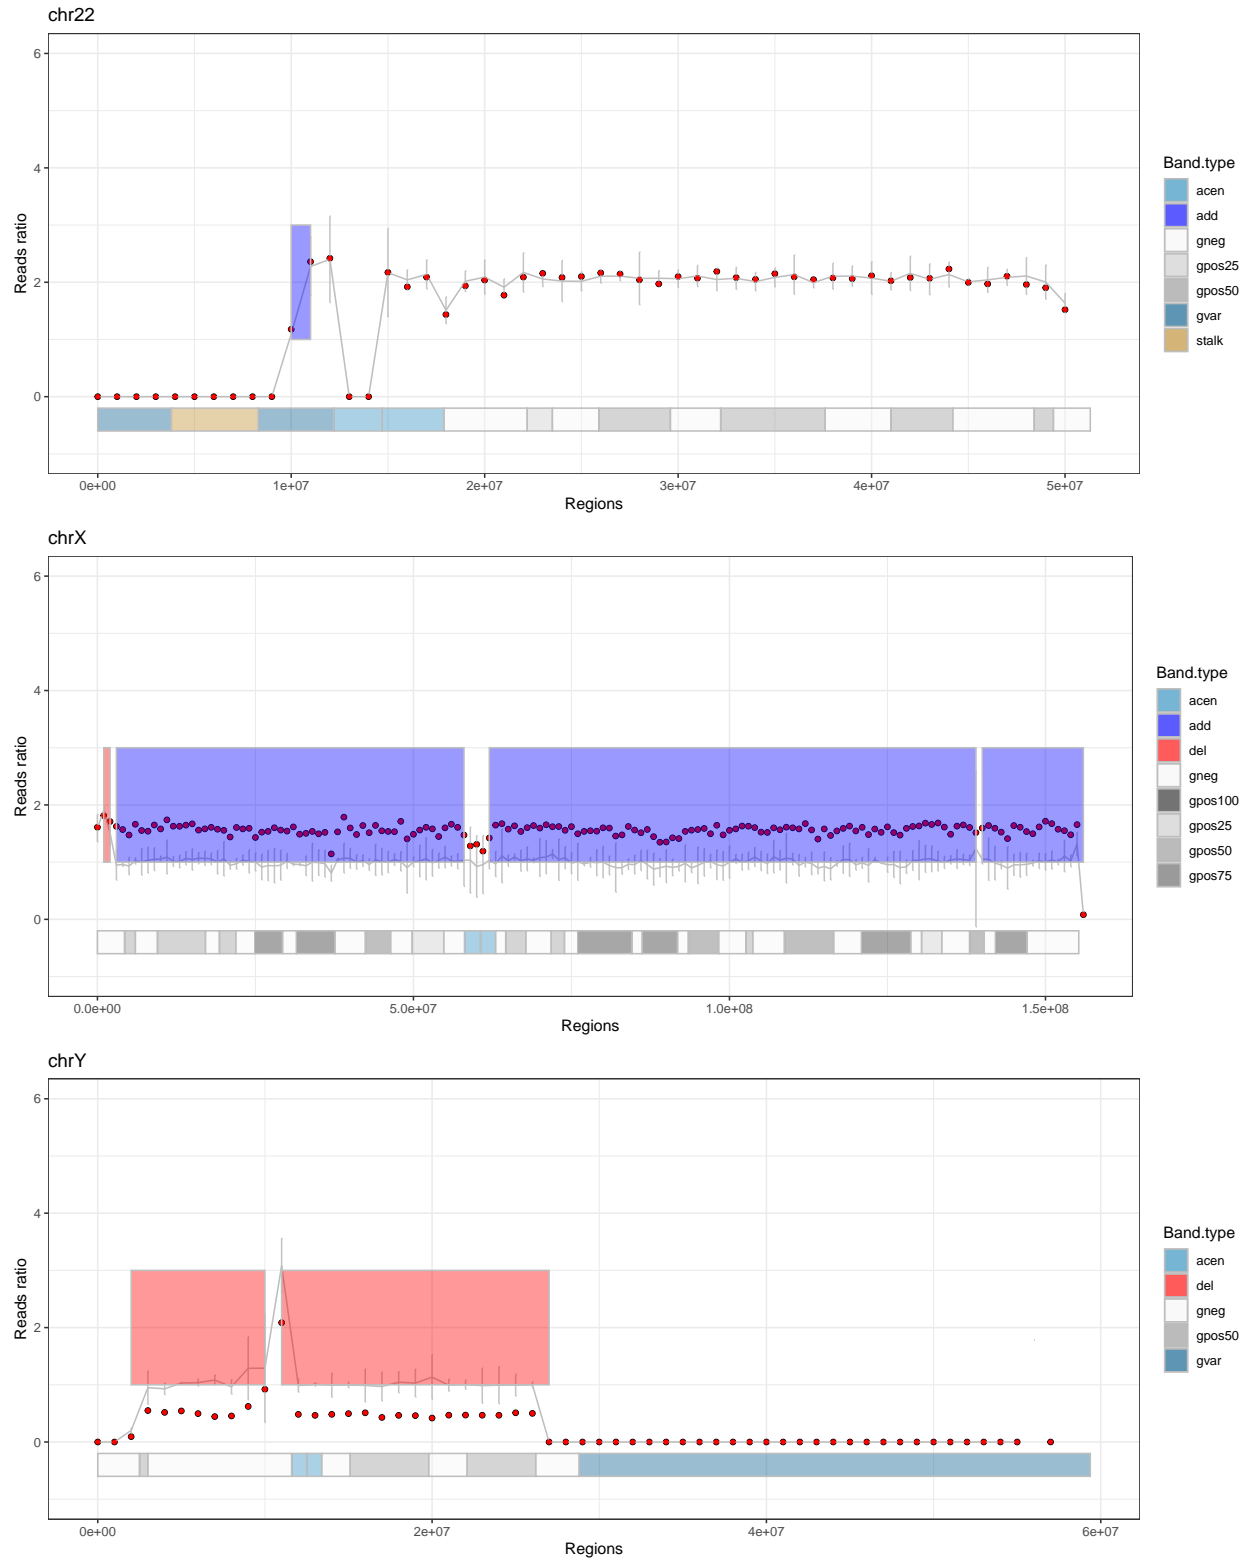 chr22
Reads ratio
6
4
2
0
0e+00 1e+07 2e+07 3e+07 4e+07 5e+07
Regions
Band.type
acen
add
gneg
gpos25
gpos50
gvar
stalk
chrX
Reads ratio
6
4
2
0
0.0e+00 5.0e+07 1.0e+08 1.5e+08
Regions
Band.type
acen
add
del
gneg
gpos100
gpos25
gpos50
gpos75
chrY
Reads ratio
6
4
2
0
0e+00 2e+07 4e+07 6e+07
Regions
Band.type
acen
del
gneg
gpos50
gvar